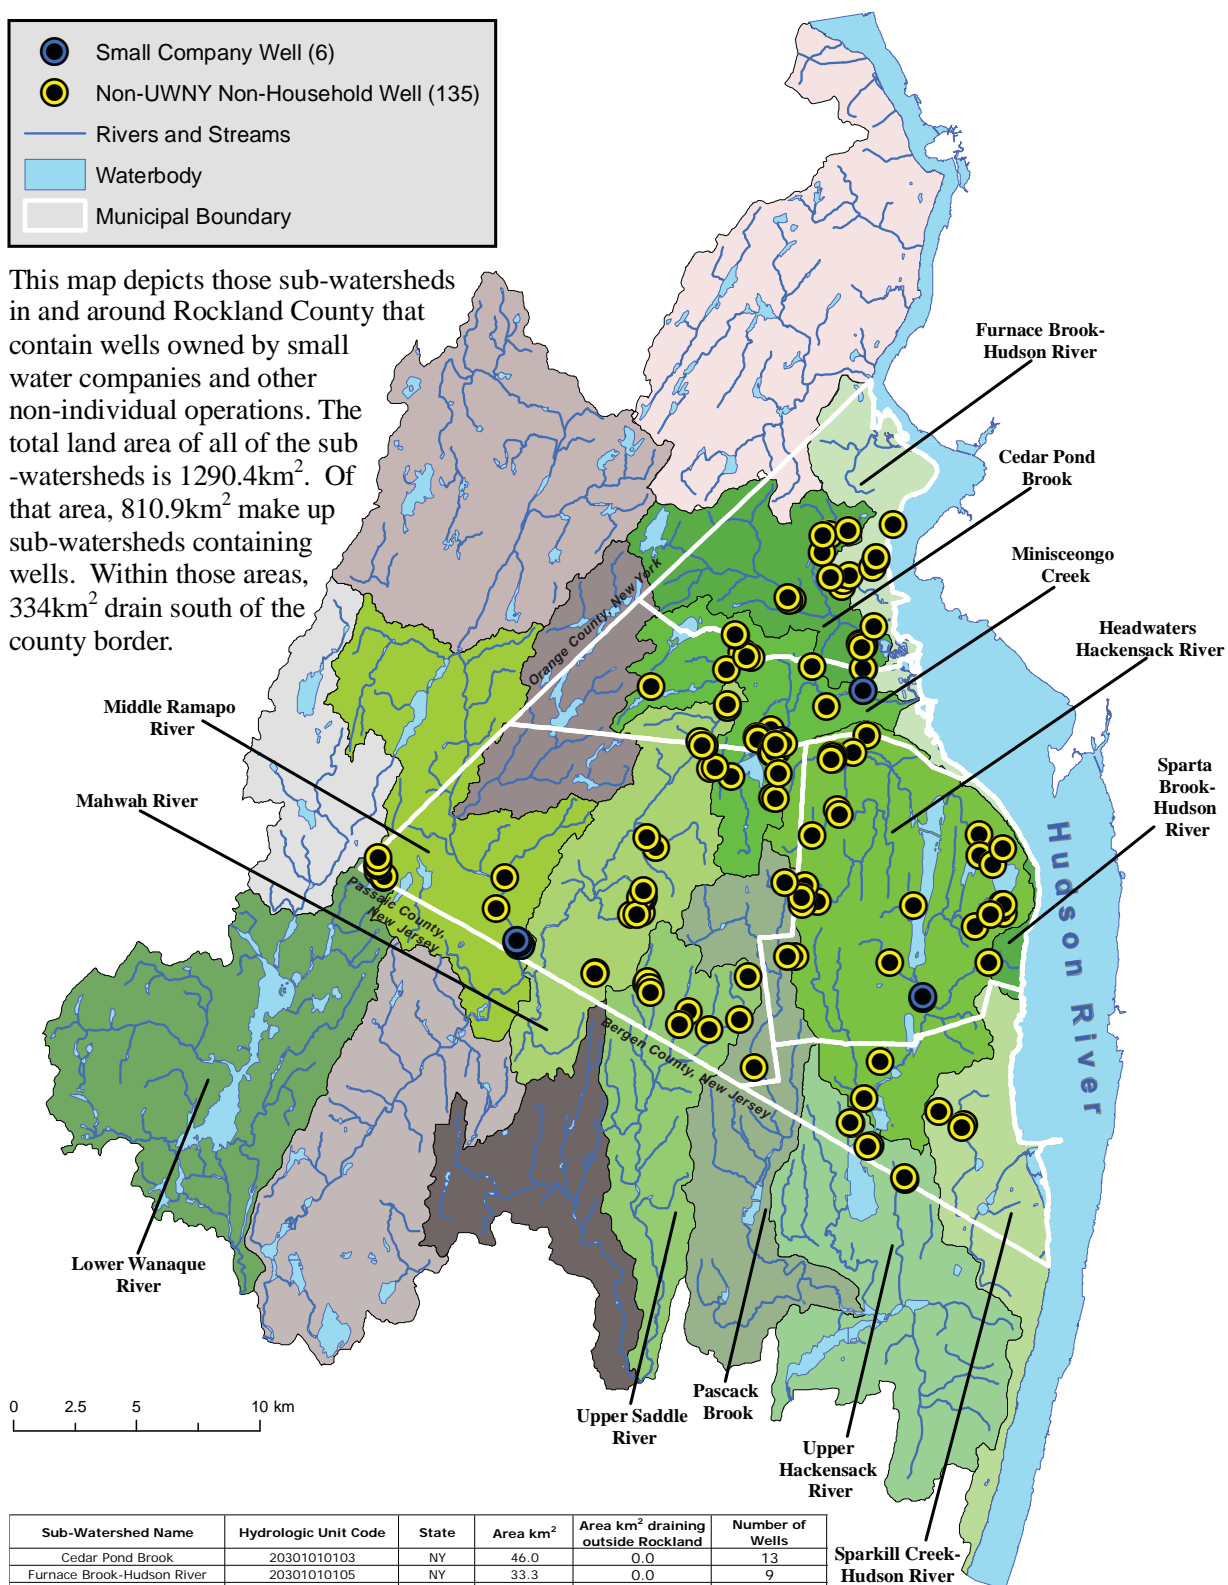 Small Company Well (6)
Non-UWNY Non-Household Well (135)
Rivers and Streams
Waterbody
Municipal Boundary
This map depicts those sub-watersheds
in and around Rockland County that
contain wells owned by small
water companies and other
non-individual operations. The
total land area of all of the sub
-watersheds is 1290.4km². Of
that area, 810.9km² make up
sub-watersheds containing
wells. Within those areas,
334km² drain south of the
county border.
Furnace Brook-
Hudson River
Cedar Pond
Brook
Minisceongo
Creek
Headwaters
Hackensack River
Sparta
Brook-
Hudson
River
Orange County, New York
Middle Ramapo
River
Mahwah River
Passaic County,
New Jersey
Bergen County, New Jersey
Hudson River
Lower Wanaque
River
Upper Saddle
River
Pascack
Brook
Upper
Hackensack
River
Sparkill Creek-
Hudson River
0 2.5 5 10 km
Sub-Watershed Name Hydrologic Unit Code State Area km² Area km² draining outside Rockland Number of Wells
Cedar Pond Brook 20301010103 NY 46.0 0.0 13
Furnace Brook-Hudson River 20301010105 NY 33.3 0.0 9